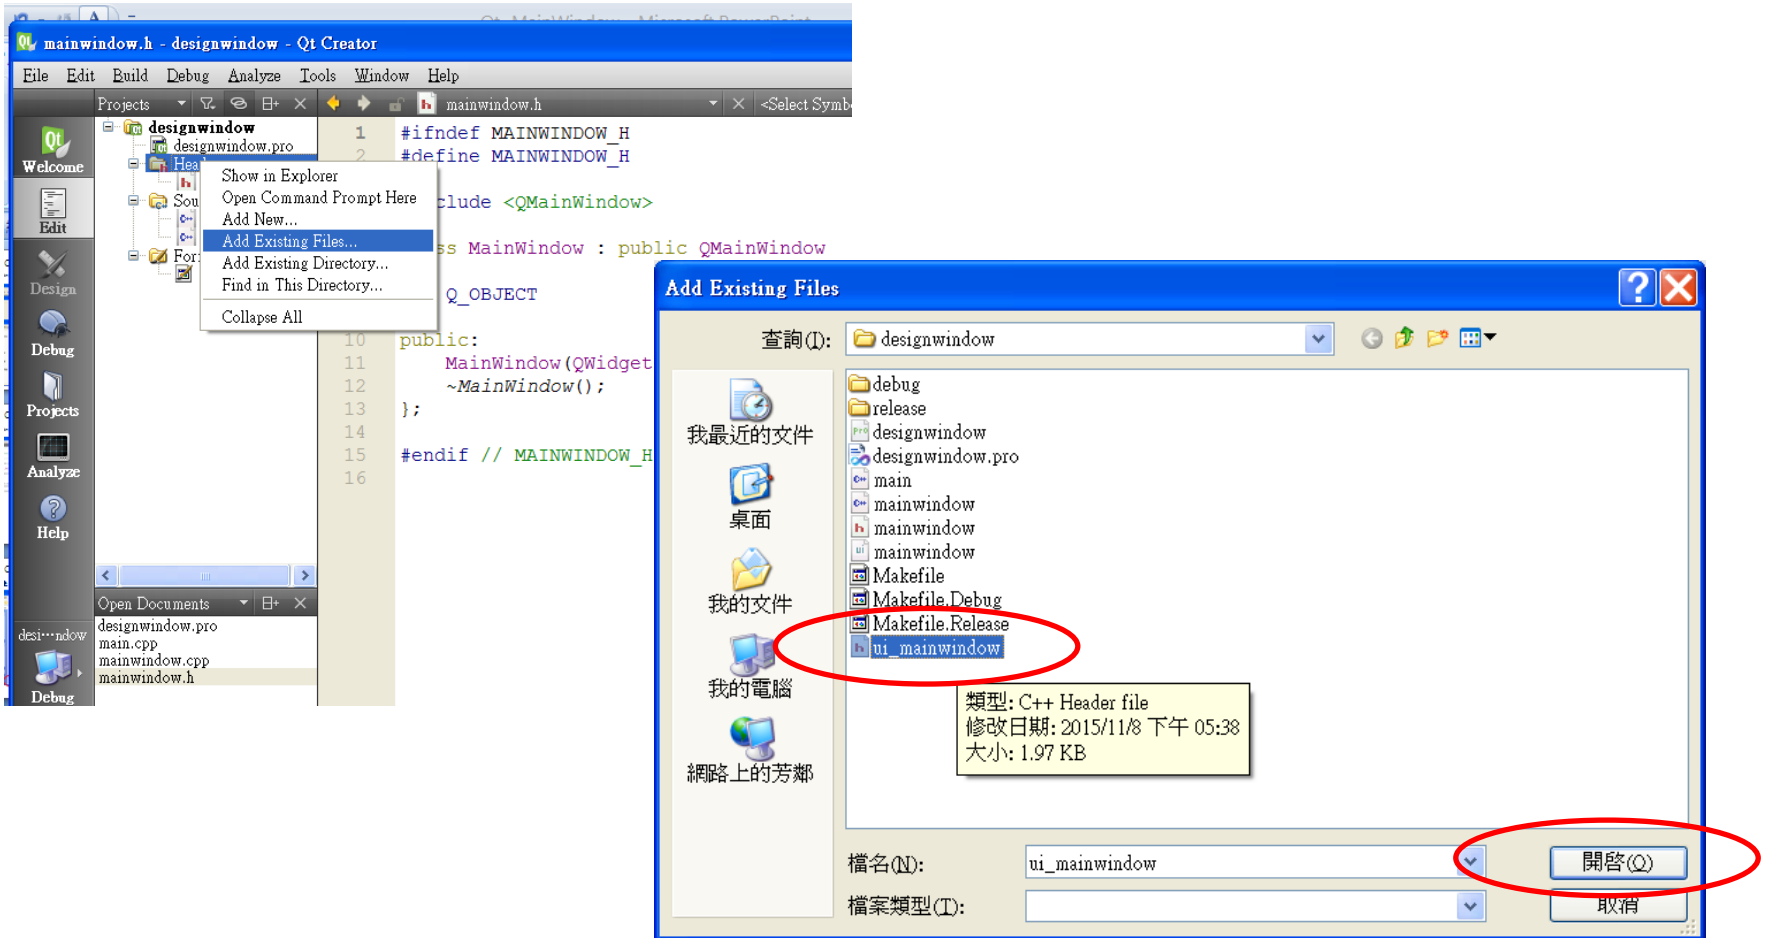 Qt MainWindow - Microsoft PowerPoint
mainwindow.h - designwindow - Qt Creator
File Edit Build Debug Analyze Tools Window Help
Projects
mainwindow.h
<Select Symb
Welcome
Edit
Design
Debug
Projects
Analyze
Help
desi···ndow
Debug
designwindow
designwindow.pro
Hea
Sou
For
Show in Explorer
Open Command Prompt Here
Add New...
Add Existing Files...
Add Existing Directory...
Find in This Directory...
Collapse All
1 #ifndef MAINWINDOW_H
2 #define MAINWINDOW_H
clude <QMainWindow>
ss MainWindow : public QMainWindow
Q_OBJECT
10 public:
11 MainWindow(QWidget
12 ~MainWindow();
13 };
14
15 #endif // MAINWINDOW_H
16
Open Documents
designwindow.pro
main.cpp
mainwindow.cpp
mainwindow.h
Add Existing Files
查詢(I):
designwindow
我最近的文件
桌面
我的文件
我的電腦
網路上的芳鄰
debug
release
designwindow
designwindow.pro
main
mainwindow
mainwindow
mainwindow
Makefile
Makefile.Debug
Makefile.Release
ui_mainwindow
類型: C++ Header file
修改日期: 2015/11/8 下午 05:38
大小: 1.97 KB
檔名(N):
ui_mainwindow
開啓(O)
檔案類型(T):
取消